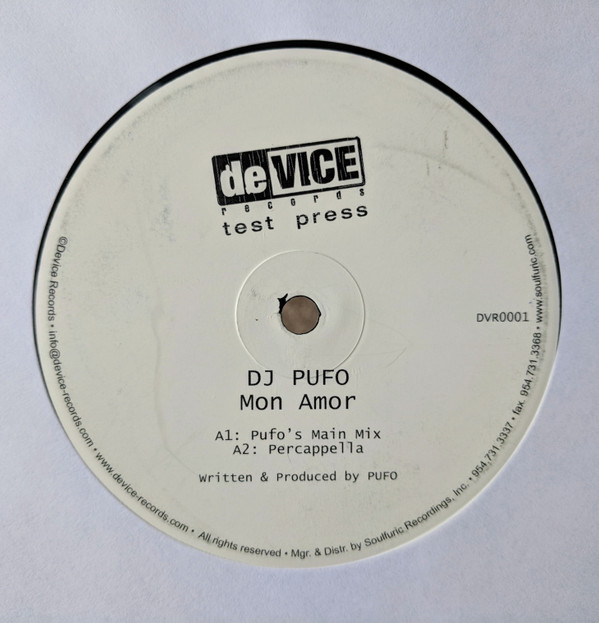 deVICE
records
test press
DVR0001
DJ PUFO
Mon Amor
A1: Pufo's Main Mix
A2: Percappella
Written & Produced by PUFO
©Device Records • info@device-records.com • www.device-records.com • All rights reserved • Mgr. & Distr. by Soulfuric Recordings, Inc. • 954.731.3337 • fax. 954.731.3368 • www.soulfuric.com